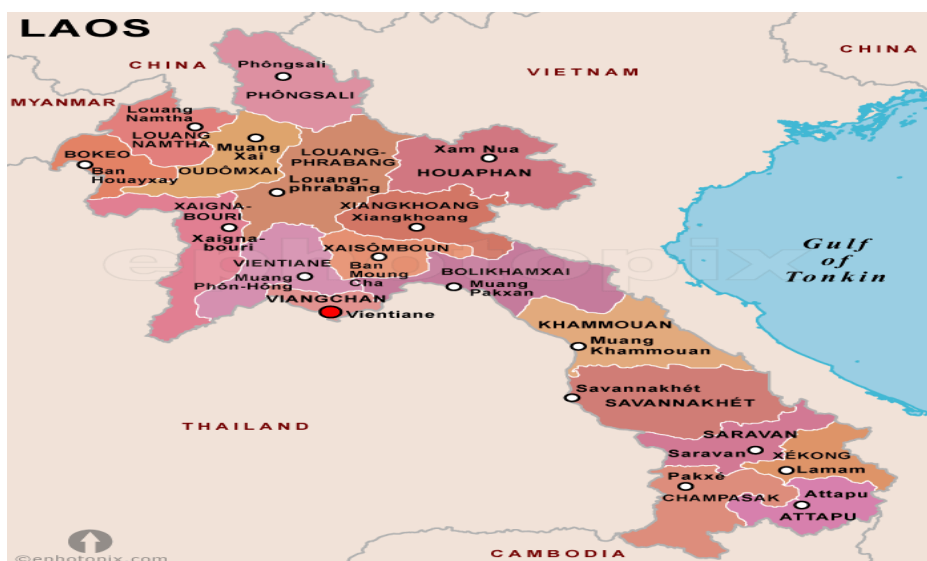 LAOS
CHINA
CHINA
VIETNAM
MYANMAR
Phôngsali
PHÔNGSALI
Louang
Namtha
LOUANG
NAMTHA
Muang
Xai
OUDÔMXAI
BOKEO
Ban
Houayxay
LOUANG-
PHRABANG
Louang-
phrabang
Xam Nua
HOUAPHAN
XAIGNA-
BOURI
Xaigna-
bouri
XIANGKHOANG
Xiangkhoang
XAISÔMBOUN
Ban
Moung
Cha
VIENTIANE
Muang
Phôn-Hông
BOLIKHAMXAI
Muang
Pakxan
VIANGCHAN
Vientiane
Gulf
of
Tonkin
ephotopix
KHAMMOUAN
Muang
Khammouan
Savannakhét
SAVANNAKHÉT
THAILAND
SARAVAN
Saravan
XÉKONG
Lamam
Pakxé
CHAMPASAK
Attapu
ATTAPU
CAMBODIA
©ephotopix.com